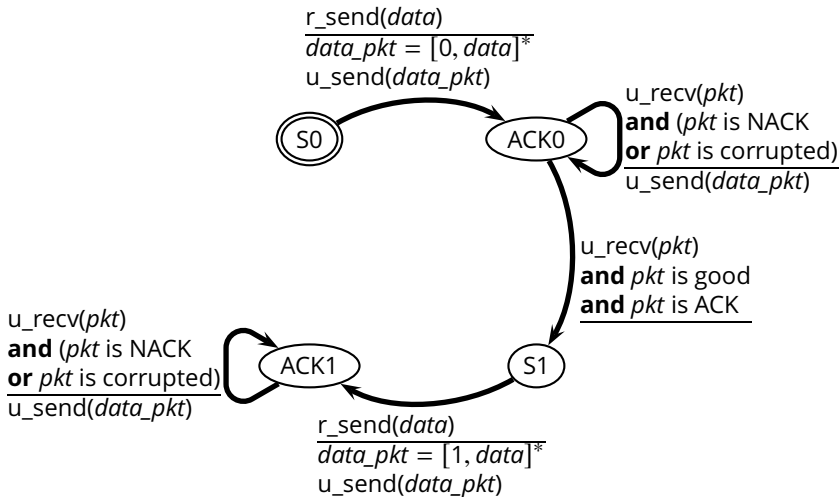 r_send(data)
data_pkt = [0, data]*
u_send(data_pkt)
S0
ACK0
u_recv(pkt)
and (pkt is NACK
or pkt is corrupted)
u_send(data_pkt)
u_recv(pkt)
and pkt is good
and pkt is ACK
u_recv(pkt)
and (pkt is NACK
or pkt is corrupted)
u_send(data_pkt)
ACK1
S1
r_send(data)
data_pkt = [1, data]*
u_send(data_pkt)